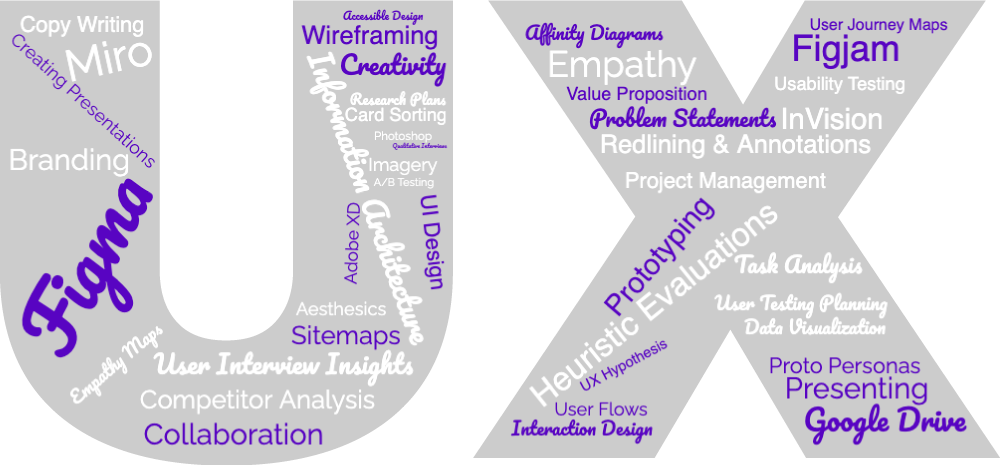 Copy Writing
Miro
Creating Presentations
Branding
Figma
Empathy Maps
Accessible Design
Wireframing
Creativity
Information Architecture
Research Plans
Card Sorting
Photoshop
Qualitative Interviews
Imagery
A/B Testing
Adobe XD
UI Design
Aesthesics
Sitemaps
User Interview Insights
Competitor Analysis
Collaboration
Affinity Diagrams
Empathy
Value Proposition
Problem Statements
User Journey Maps
Figjam
Usability Testing
InVision
Redlining & Annotations
Project Management
Prototyping
Heuristic Evaluations
Task Analysis
User Testing Planning
Data Visualization
UX Hypothesis
User Flows
Interaction Design
Proto Personas
Presenting
Google Drive